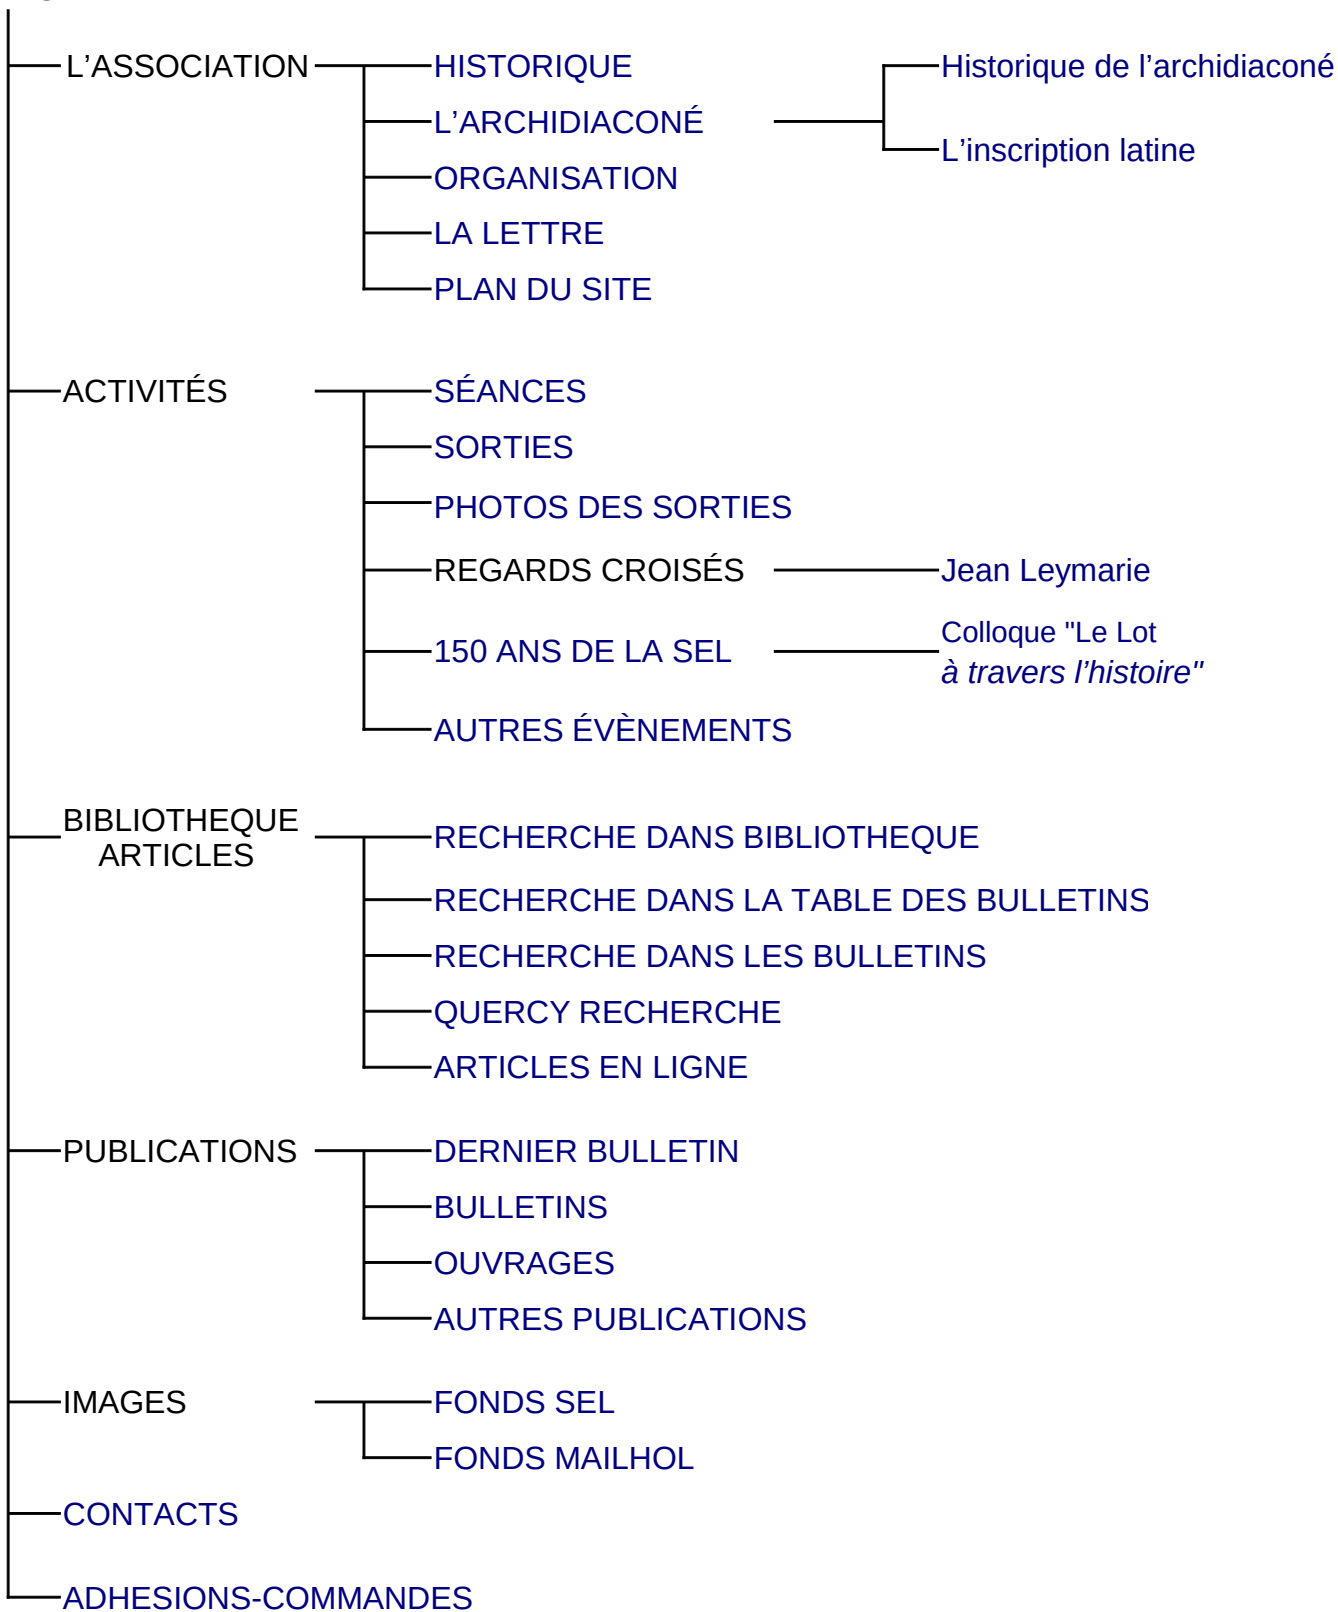 L’ASSOCIATION
HISTORIQUE
Historique de l’archidiaconé
L’ARCHIDIACONÉ
L’inscription latine
ORGANISATION
LA LETTRE
PLAN DU SITE
ACTIVITÉS
SÉANCES
SORTIES
PHOTOS DES SORTIES
REGARDS CROISÉS
Jean Leymarie
150 ANS DE LA SEL
Colloque "Le Lot
à travers l’histoire"
AUTRES ÉVÈNEMENTS
BIBLIOTHEQUE
ARTICLES
RECHERCHE DANS BIBLIOTHEQUE
RECHERCHE DANS LA TABLE DES BULLETINS
RECHERCHE DANS LES BULLETINS
QUERCY RECHERCHE
ARTICLES EN LIGNE
PUBLICATIONS
DERNIER BULLETIN
BULLETINS
OUVRAGES
AUTRES PUBLICATIONS
IMAGES
FONDS SEL
FONDS MAILHOL
CONTACTS
ADHESIONS-COMMANDES